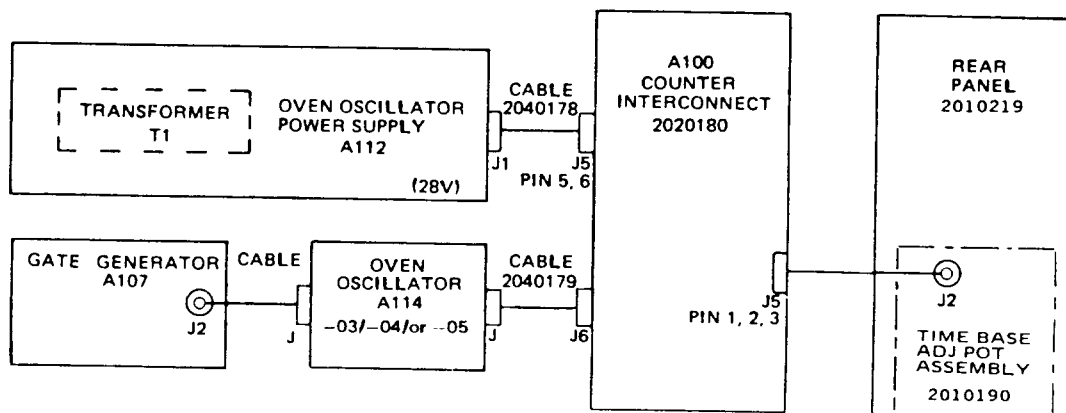 TRANSFORMER
T1
OVEN OSCILLATOR
POWER SUPPLY
A112
(28V)
J1
CABLE
2040178
J5
PIN 5, 6
A100
COUNTER
INTERCONNECT
2020180
REAR
PANEL
2010219
GATE GENERATOR
A107
J2
CABLE
J
OVEN
OSCILLATOR
A114
-03/-04/or --05
J
CABLE
2040179
J6
J5
PIN 1, 2, 3
J2
TIME BASE
ADJ POT
ASSEMBLY
2010190